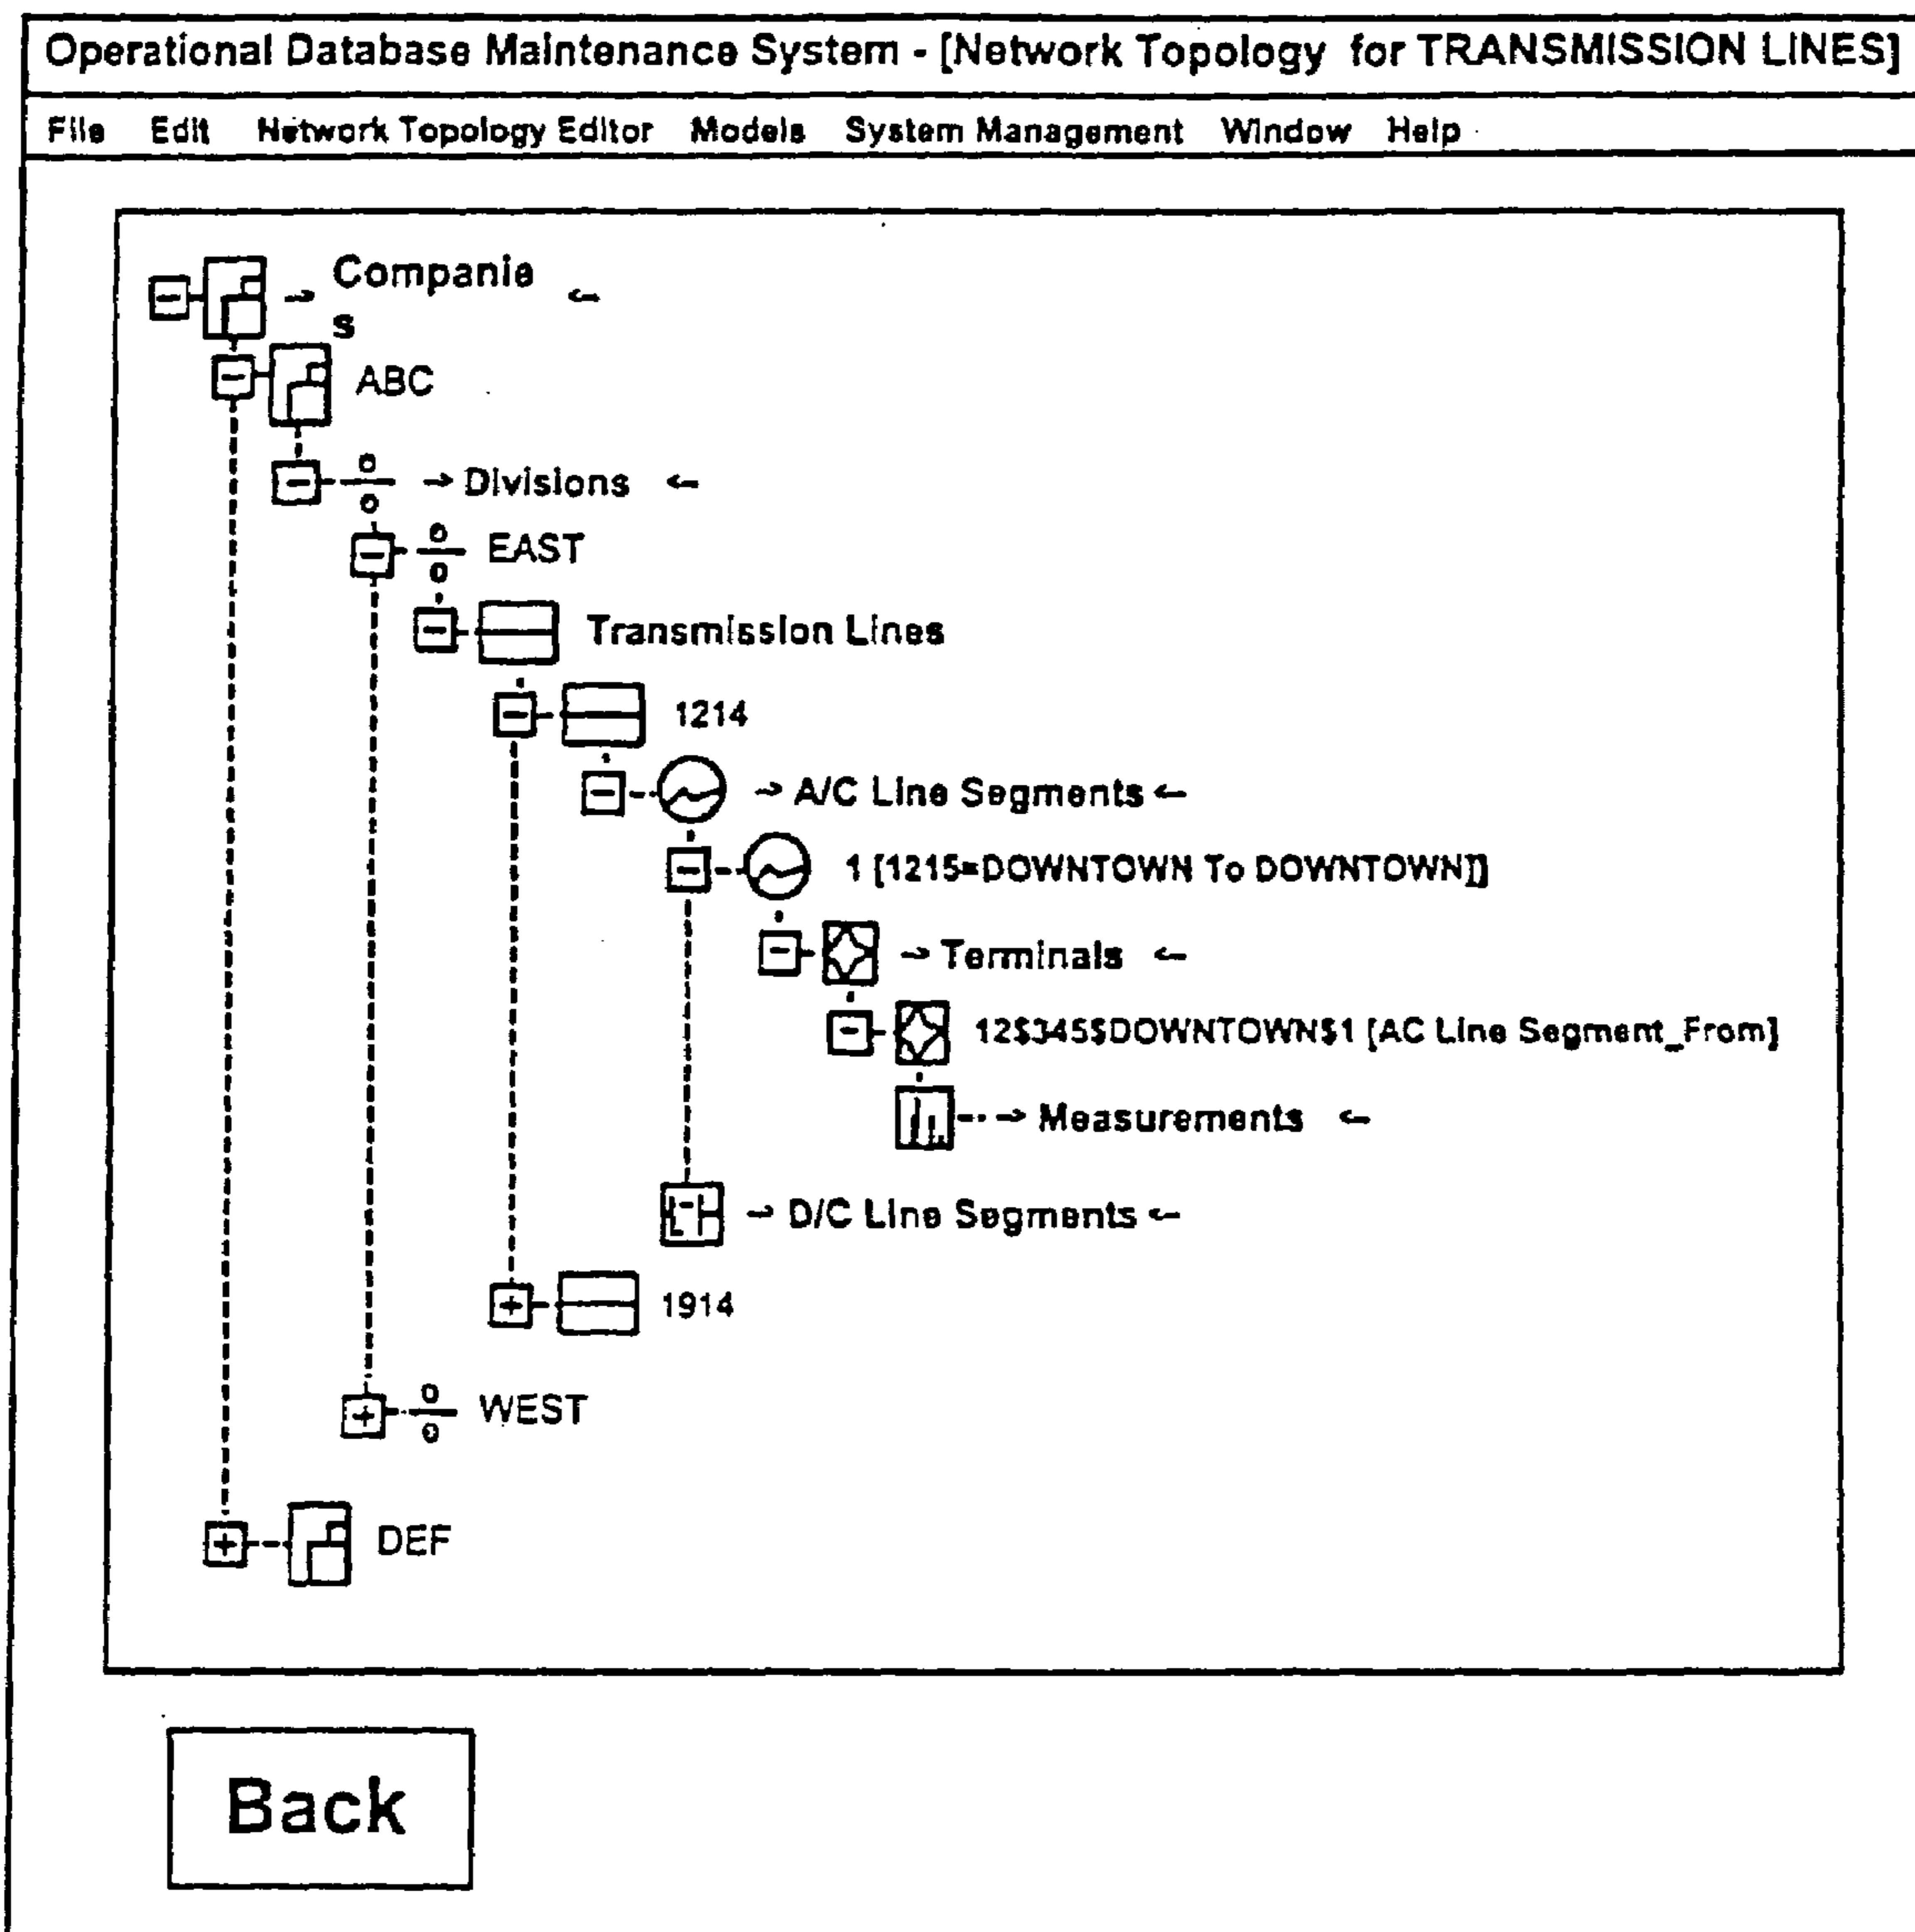 Operational Database Maintenance System - [Network Topology for TRANSMISSION LINES]
File Edit Network Topology Editor Models System Management Window Help
→ Companie ←
s
ABC
→ Divisions ←
EAST
Transmission Lines
1214
→ A/C Line Segments ←
1 [1215=DOWNTOWN To DOWNTOWN]]
→ Terminals ←
12$345$DOWNTOWN$1 [AC Line Segment_From]
→ Measurements ←
→ D/C Line Segments ←
1914
WEST
DEF
Back